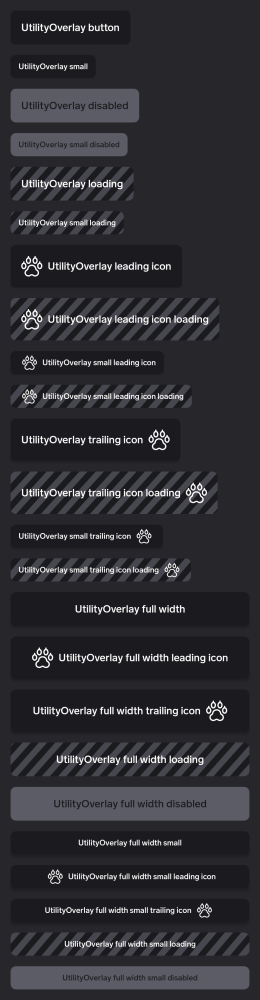 UtilityOverlay button
UtilityOverlay small
UtilityOverlay disabled
UtilityOverlay small disabled
UtilityOverlay loading
UtilityOverlay small loading
UtilityOverlay leading icon
UtilityOverlay leading icon loading
UtilityOverlay small leading icon
UtilityOverlay small leading icon loading
UtilityOverlay trailing icon
UtilityOverlay trailing icon loading
UtilityOverlay small trailing icon
UtilityOverlay small trailing icon loading
UtilityOverlay full width
UtilityOverlay full width leading icon
UtilityOverlay full width trailing icon
UtilityOverlay full width loading
UtilityOverlay full width disabled
UtilityOverlay full width small
UtilityOverlay full width small leading icon
UtilityOverlay full width small trailing icon
UtilityOverlay full width small loading
UtilityOverlay full width small disabled